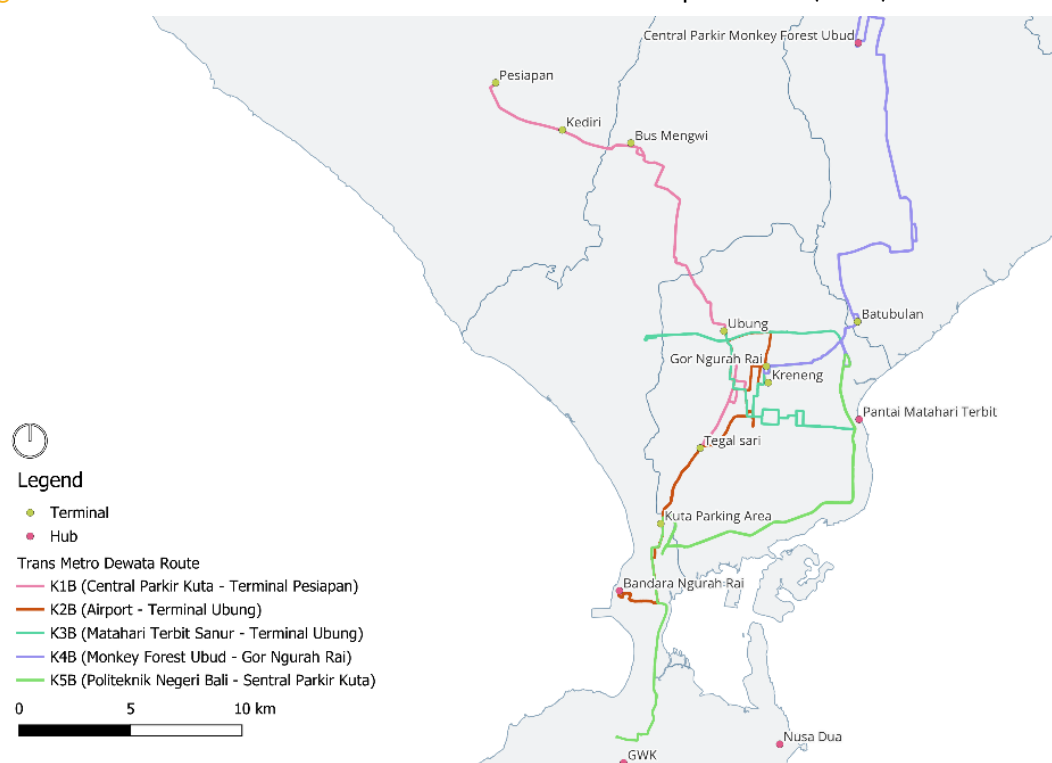 Central Parkir Monkey Forest Ubud
Pesiapan
Kediri
Bus Mengwi
Batubulan
Ubung
Gor Ngurah Rai
Kreneng
Pantai Matahari Terbit
Tegal sari
Kuta Parking Area
Bandara Ngurah Rai
Nusa Dua
GWK
Legend
Terminal
Hub
Trans Metro Dewata Route
K1B (Central Parkir Kuta - Terminal Pesiapan)
K2B (Airport - Terminal Ubung)
K3B (Matahari Terbit Sanur - Terminal Ubung)
K4B (Monkey Forest Ubud - Gor Ngurah Rai)
K5B (Politeknik Negeri Bali - Sentral Parkir Kuta)
0 5 10 km